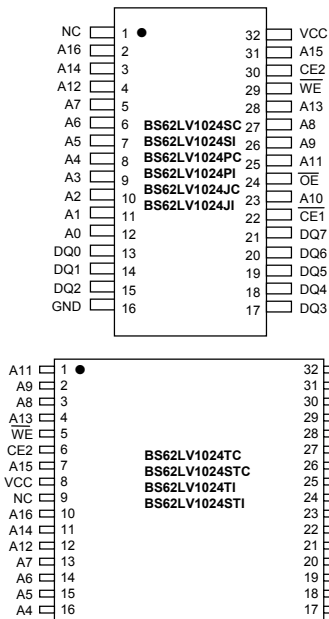 NC 1 32 VCC
A16 2 31 A15
A14 3 30 CE2
A12 4 29 WE
A7 5 28 A13
A6 6 BS62LV1024SC 27 A8
A5 7 BS62LV1024SI 26 A9
A4 8 BS62LV1024PC 25 A11
A3 9 BS62LV1024PI 24 OE
A2 10 BS62LV1024JC 23 A10
A1 11 BS62LV1024JI 22 CE1
A0 12 21 DQ7
DQ0 13 20 DQ6
DQ1 14 19 DQ5
DQ2 15 18 DQ4
GND 16 17 DQ3
A11 1 32
A9 2 31
A8 3 30
A13 4 29
WE 5 28
CE2 6 27
A15 7 BS62LV1024TC 26
VCC 8 BS62LV1024STC 25
NC 9 BS62LV1024TI 24
A16 10 BS62LV1024STI 23
A14 11 22
A12 12 21
A7 13 20
A6 14 19
A5 15 18
A4 16 17